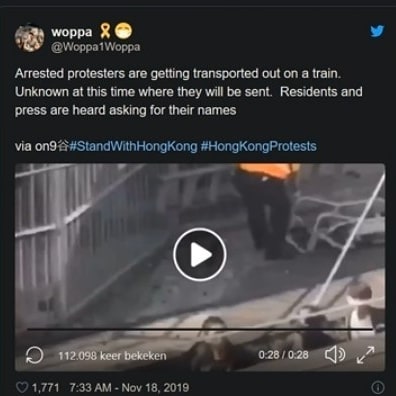 woppa
@Woppa1Woppa
Arrested protesters are getting transported out on a train.
Unknown at this time where they will be sent. Residents and
press are heard asking for their names
via on9谷#StandWithHongKong #HongKongProtests
112.098 keer bekeken
0:28 / 0:28
1,771 7:33 AM - Nov 18, 2019